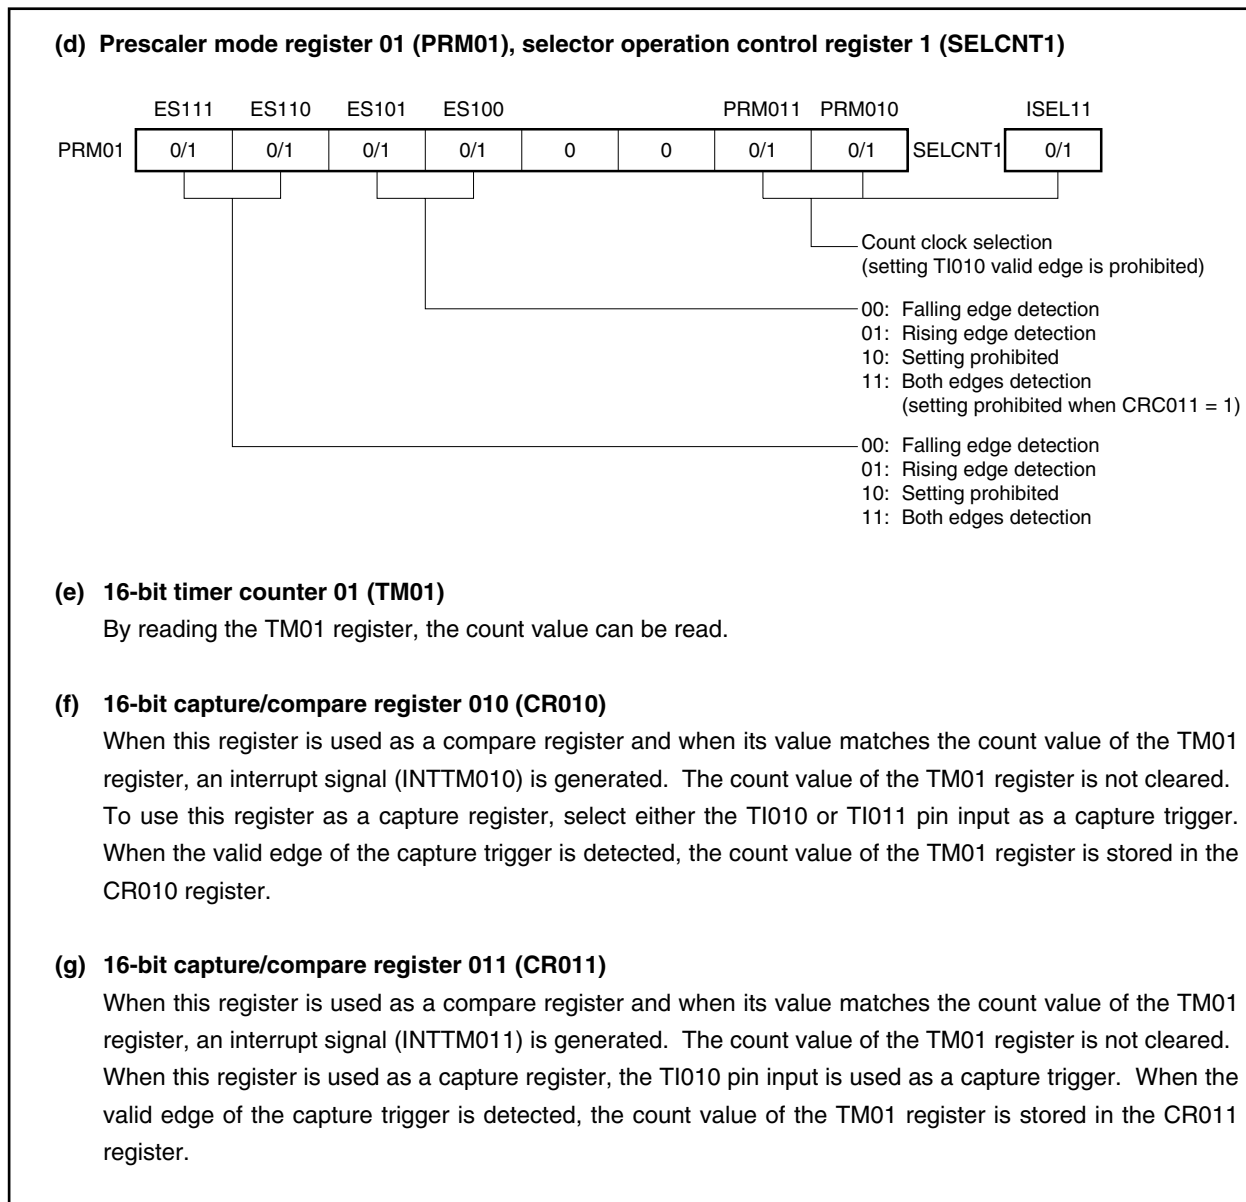 (d) Prescaler mode register 01 (PRM01), selector operation control register 1 (SELCNT1)
ES111 ES110 ES101 ES100 PRM011 PRM010 ISEL11
PRM01 0/1 0/1 0/1 0/1 0 0 0/1 0/1 SELCNT1 0/1
Count clock selection
(setting TI010 valid edge is prohibited)
00: Falling edge detection
01: Rising edge detection
10: Setting prohibited
11: Both edges detection
(setting prohibited when CRC011 = 1)
00: Falling edge detection
01: Rising edge detection
10: Setting prohibited
11: Both edges detection
(e) 16-bit timer counter 01 (TM01)
By reading the TM01 register, the count value can be read.
(f) 16-bit capture/compare register 010 (CR010)
When this register is used as a compare register and when its value matches the count value of the TM01
register, an interrupt signal (INTTM010) is generated. The count value of the TM01 register is not cleared.
To use this register as a capture register, select either the TI010 or TI011 pin input as a capture trigger.
When the valid edge of the capture trigger is detected, the count value of the TM01 register is stored in the
CR010 register.
(g) 16-bit capture/compare register 011 (CR011)
When this register is used as a compare register and when its value matches the count value of the TM01
register, an interrupt signal (INTTM011) is generated. The count value of the TM01 register is not cleared.
When this register is used as a capture register, the TI010 pin input is used as a capture trigger. When the
valid edge of the capture trigger is detected, the count value of the TM01 register is stored in the CR011
register.